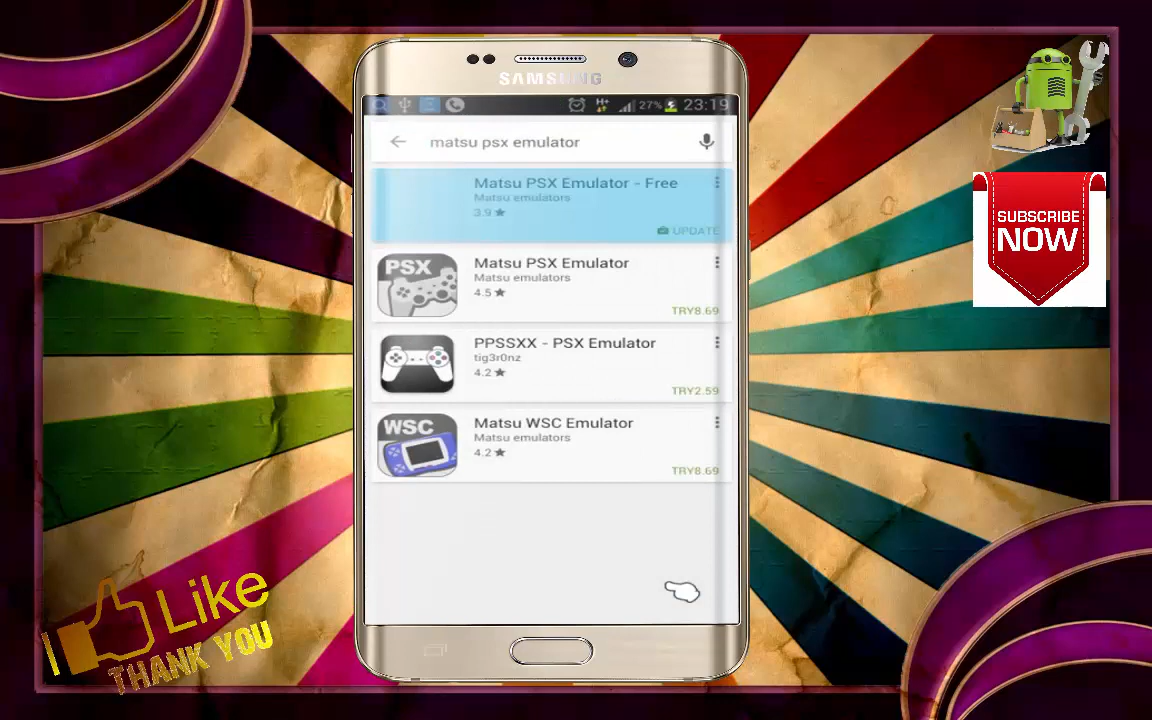 SAMSUNG
27% 23:19
matsu psx emulator
Matsu PSX Emulator - Free
Matsu emulators
3.9★
UPDATE
PSX
Matsu PSX Emulator
Matsu emulators
4.5★
TRY8.69
PPSSXX - PSX Emulator
tig3r0nz
4.2★
TRY2.59
WSC
Matsu WSC Emulator
Matsu emulators
4.2★
TRY8.69
SUBSCRIBE
NOW
Like
THANK YOU